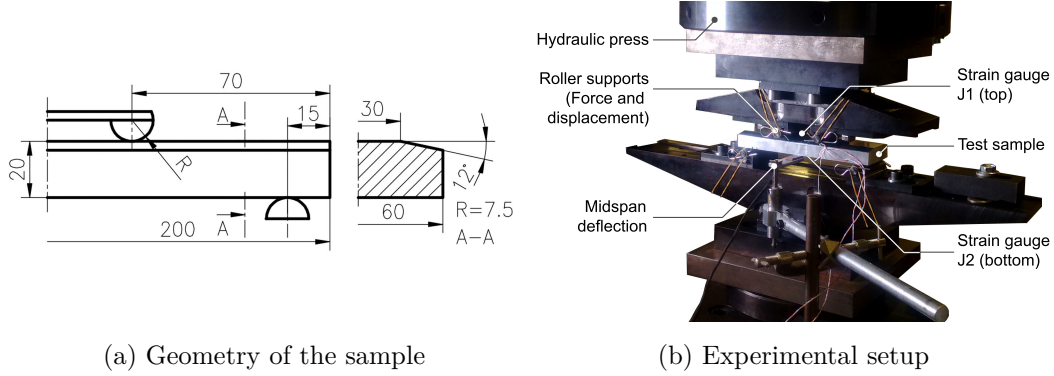 70
A
15
30
20
R
12°
R=7.5
60
A
200
A-A
Hydraulic press
Roller supports
(Force and
displacement)
Strain gauge
J1 (top)
Test sample
Midspan
deflection
Strain gauge
J2 (bottom)
(a) Geometry of the sample
(b) Experimental setup